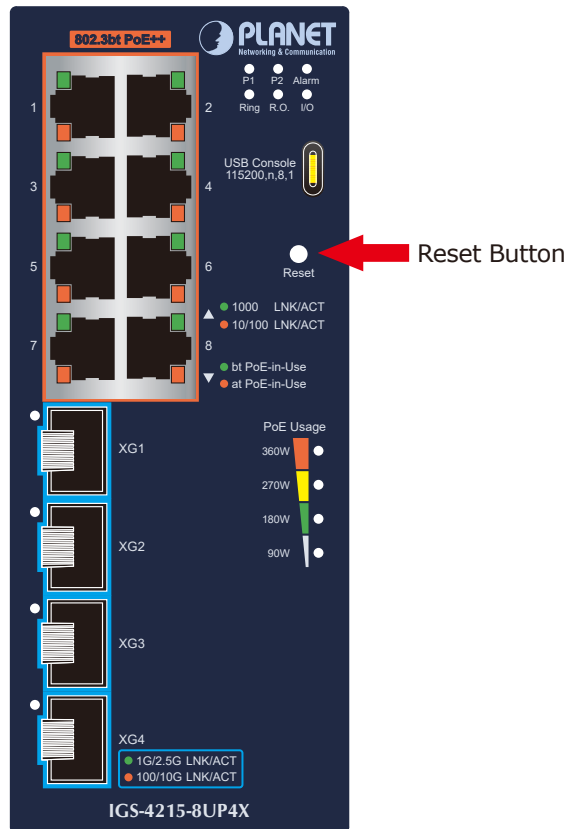 802.3bt PoE++
PLANET
Networking & Communication
P1 P2 Alarm
Ring R.O. I/O
1
2
USB Console
115200,n,8,1
3
4
Reset Button
5
6
Reset
1000 LNK/ACT
10/100 LNK/ACT
7
8
bt PoE-in-Use
at PoE-in-Use
PoE Usage
XG1
360W
270W
180W
XG2
90W
XG3
XG4
1G/2.5G LNK/ACT
100/10G LNK/ACT
IGS-4215-8UP4X